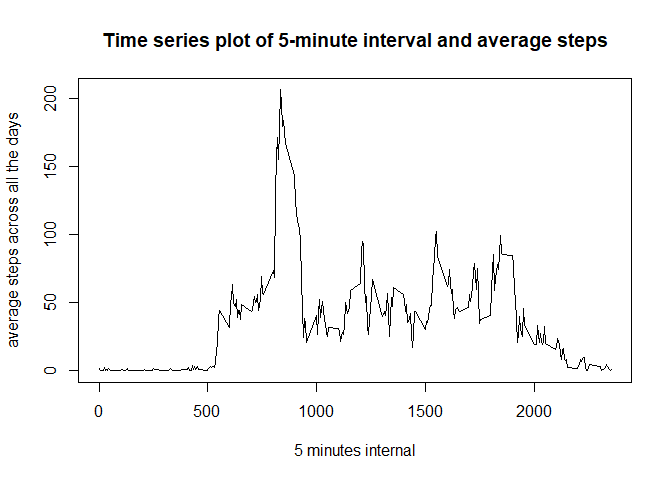 Time series plot of 5-minute interval and average steps
average steps across all the days
200
150
100
50
0
0 500 1000 1500 2000
5 minutes internal